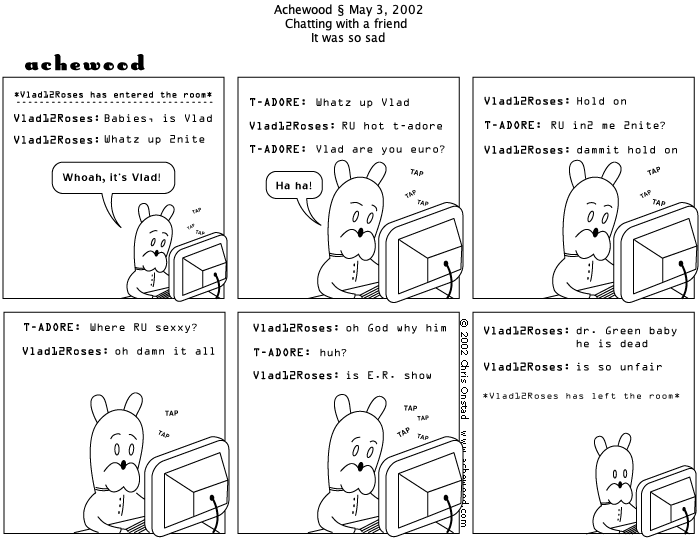 Achewood § May 3, 2002
Chatting with a friend
It was so sad
achewood
*Vlad12Roses has entered the room*
Vlad12Roses: Babies, is Vlad
Vlad12Roses: Whatz up 2nite
Whoah, it's Vlad!
TAP
TAP
TAP
T-ADORE: Whatz up Vlad
Vlad12Roses: RU hot t-adore
T-ADORE: Vlad are you euro?
Ha ha!
TAP
TAP
TAP
Vlad12Roses: Hold on
T-ADORE: RU in2 me 2nite?
Vlad12Roses: dammit hold on
TAP
TAP
TAP
T-ADORE: Where RU sexxy?
Vlad12Roses: oh damn it all
TAP
TAP
Vlad12Roses: oh God why him
T-ADORE: huh?
Vlad12Roses: is E.R. show
TAP
TAP
TAP
TAP
© 2002 Chris Onstad www.achewood.com
Vlad12Roses: dr. Green baby
he is dead
Vlad12Roses: is so unfair
*Vlad12Roses has left the room*